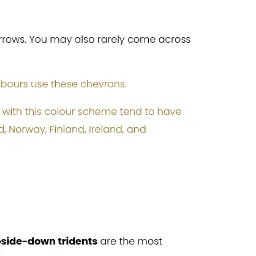 rrows. You may also rarely come across
bours use these chevrons.
with this colour scheme tend to have
d, Norway, Finland, Ireland, and
side-down tridents are the most